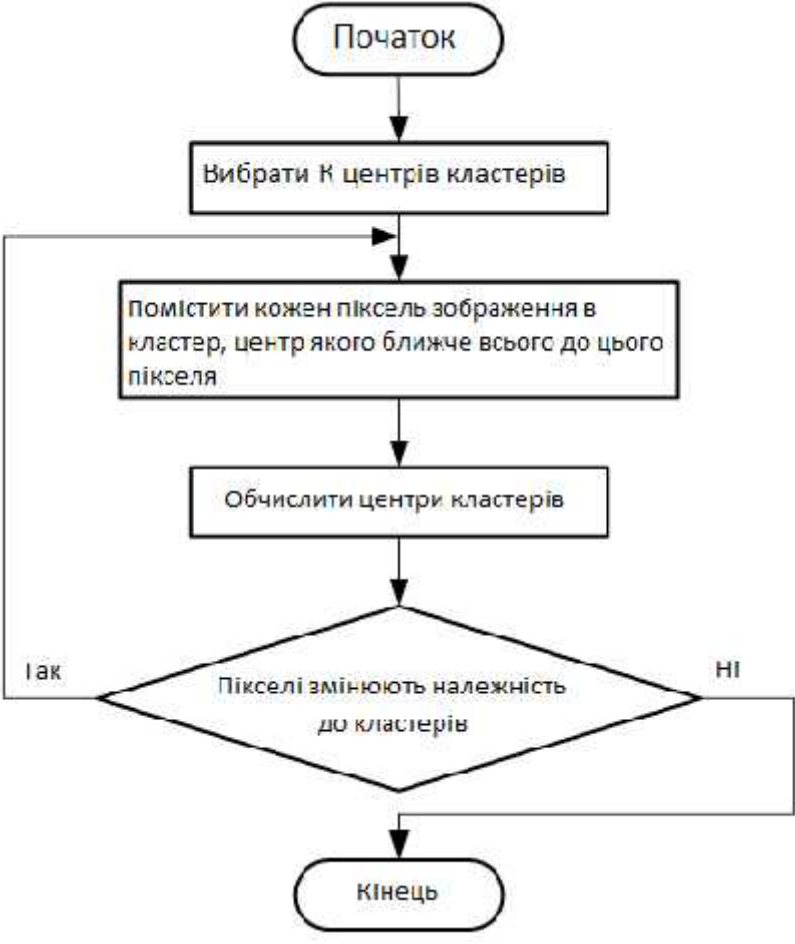 Початок
Вибрати К центрів кластерів
Помістити кожен піксель зображення в
кластер, центр якого ближче всього до цього
пікселя
Обчислити центри кластерів
Так
Ні
Пікселі змінюють належність
до кластерів
Кінець